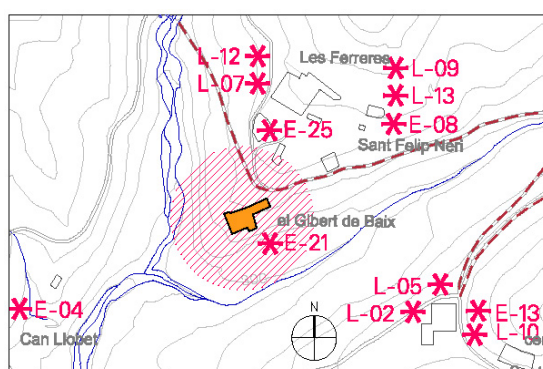 L-12
Les Ferreres
L-09
L-07
L-13
E-25
E-08
Sant Felip Neri
el Gibert de Baix
E-21
L-05
E-04
L-02
E-13
N
Can Llobet
L-10